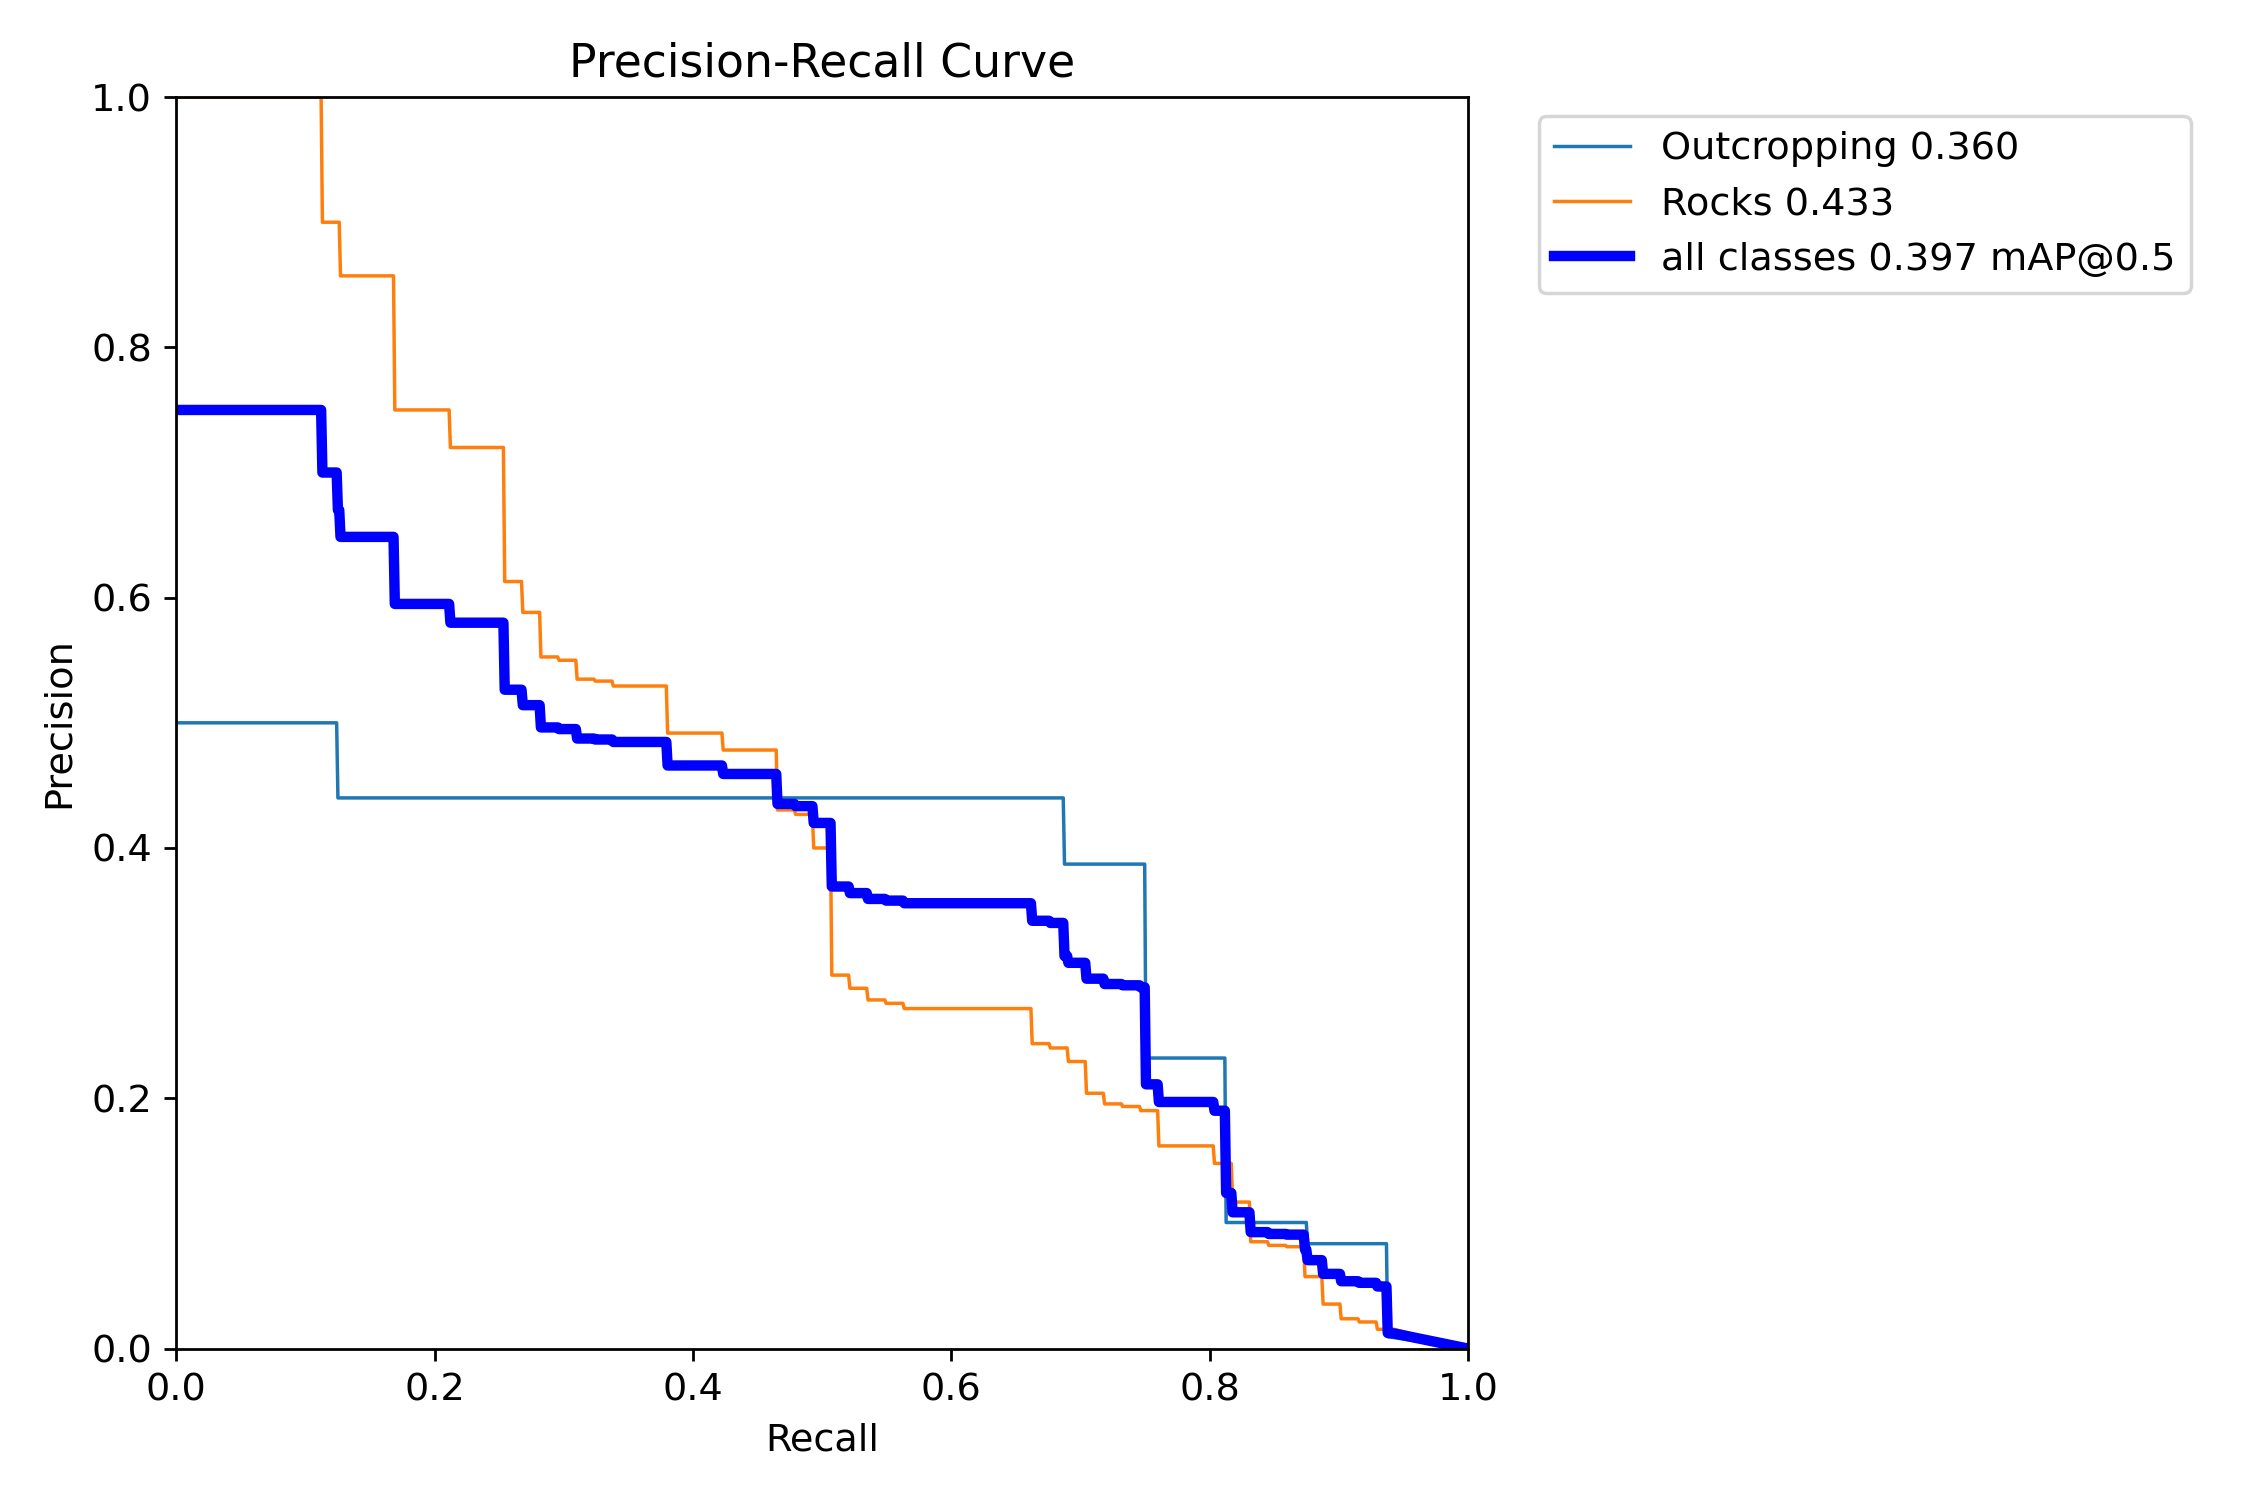 Precision-Recall Curve
1.0
0.8
0.6
0.4
0.2
0.0
Precision
0.0 0.2 0.4 0.6 0.8 1.0
Recall
Outcropping 0.360
Rocks 0.433
all classes 0.397 mAP@0.5